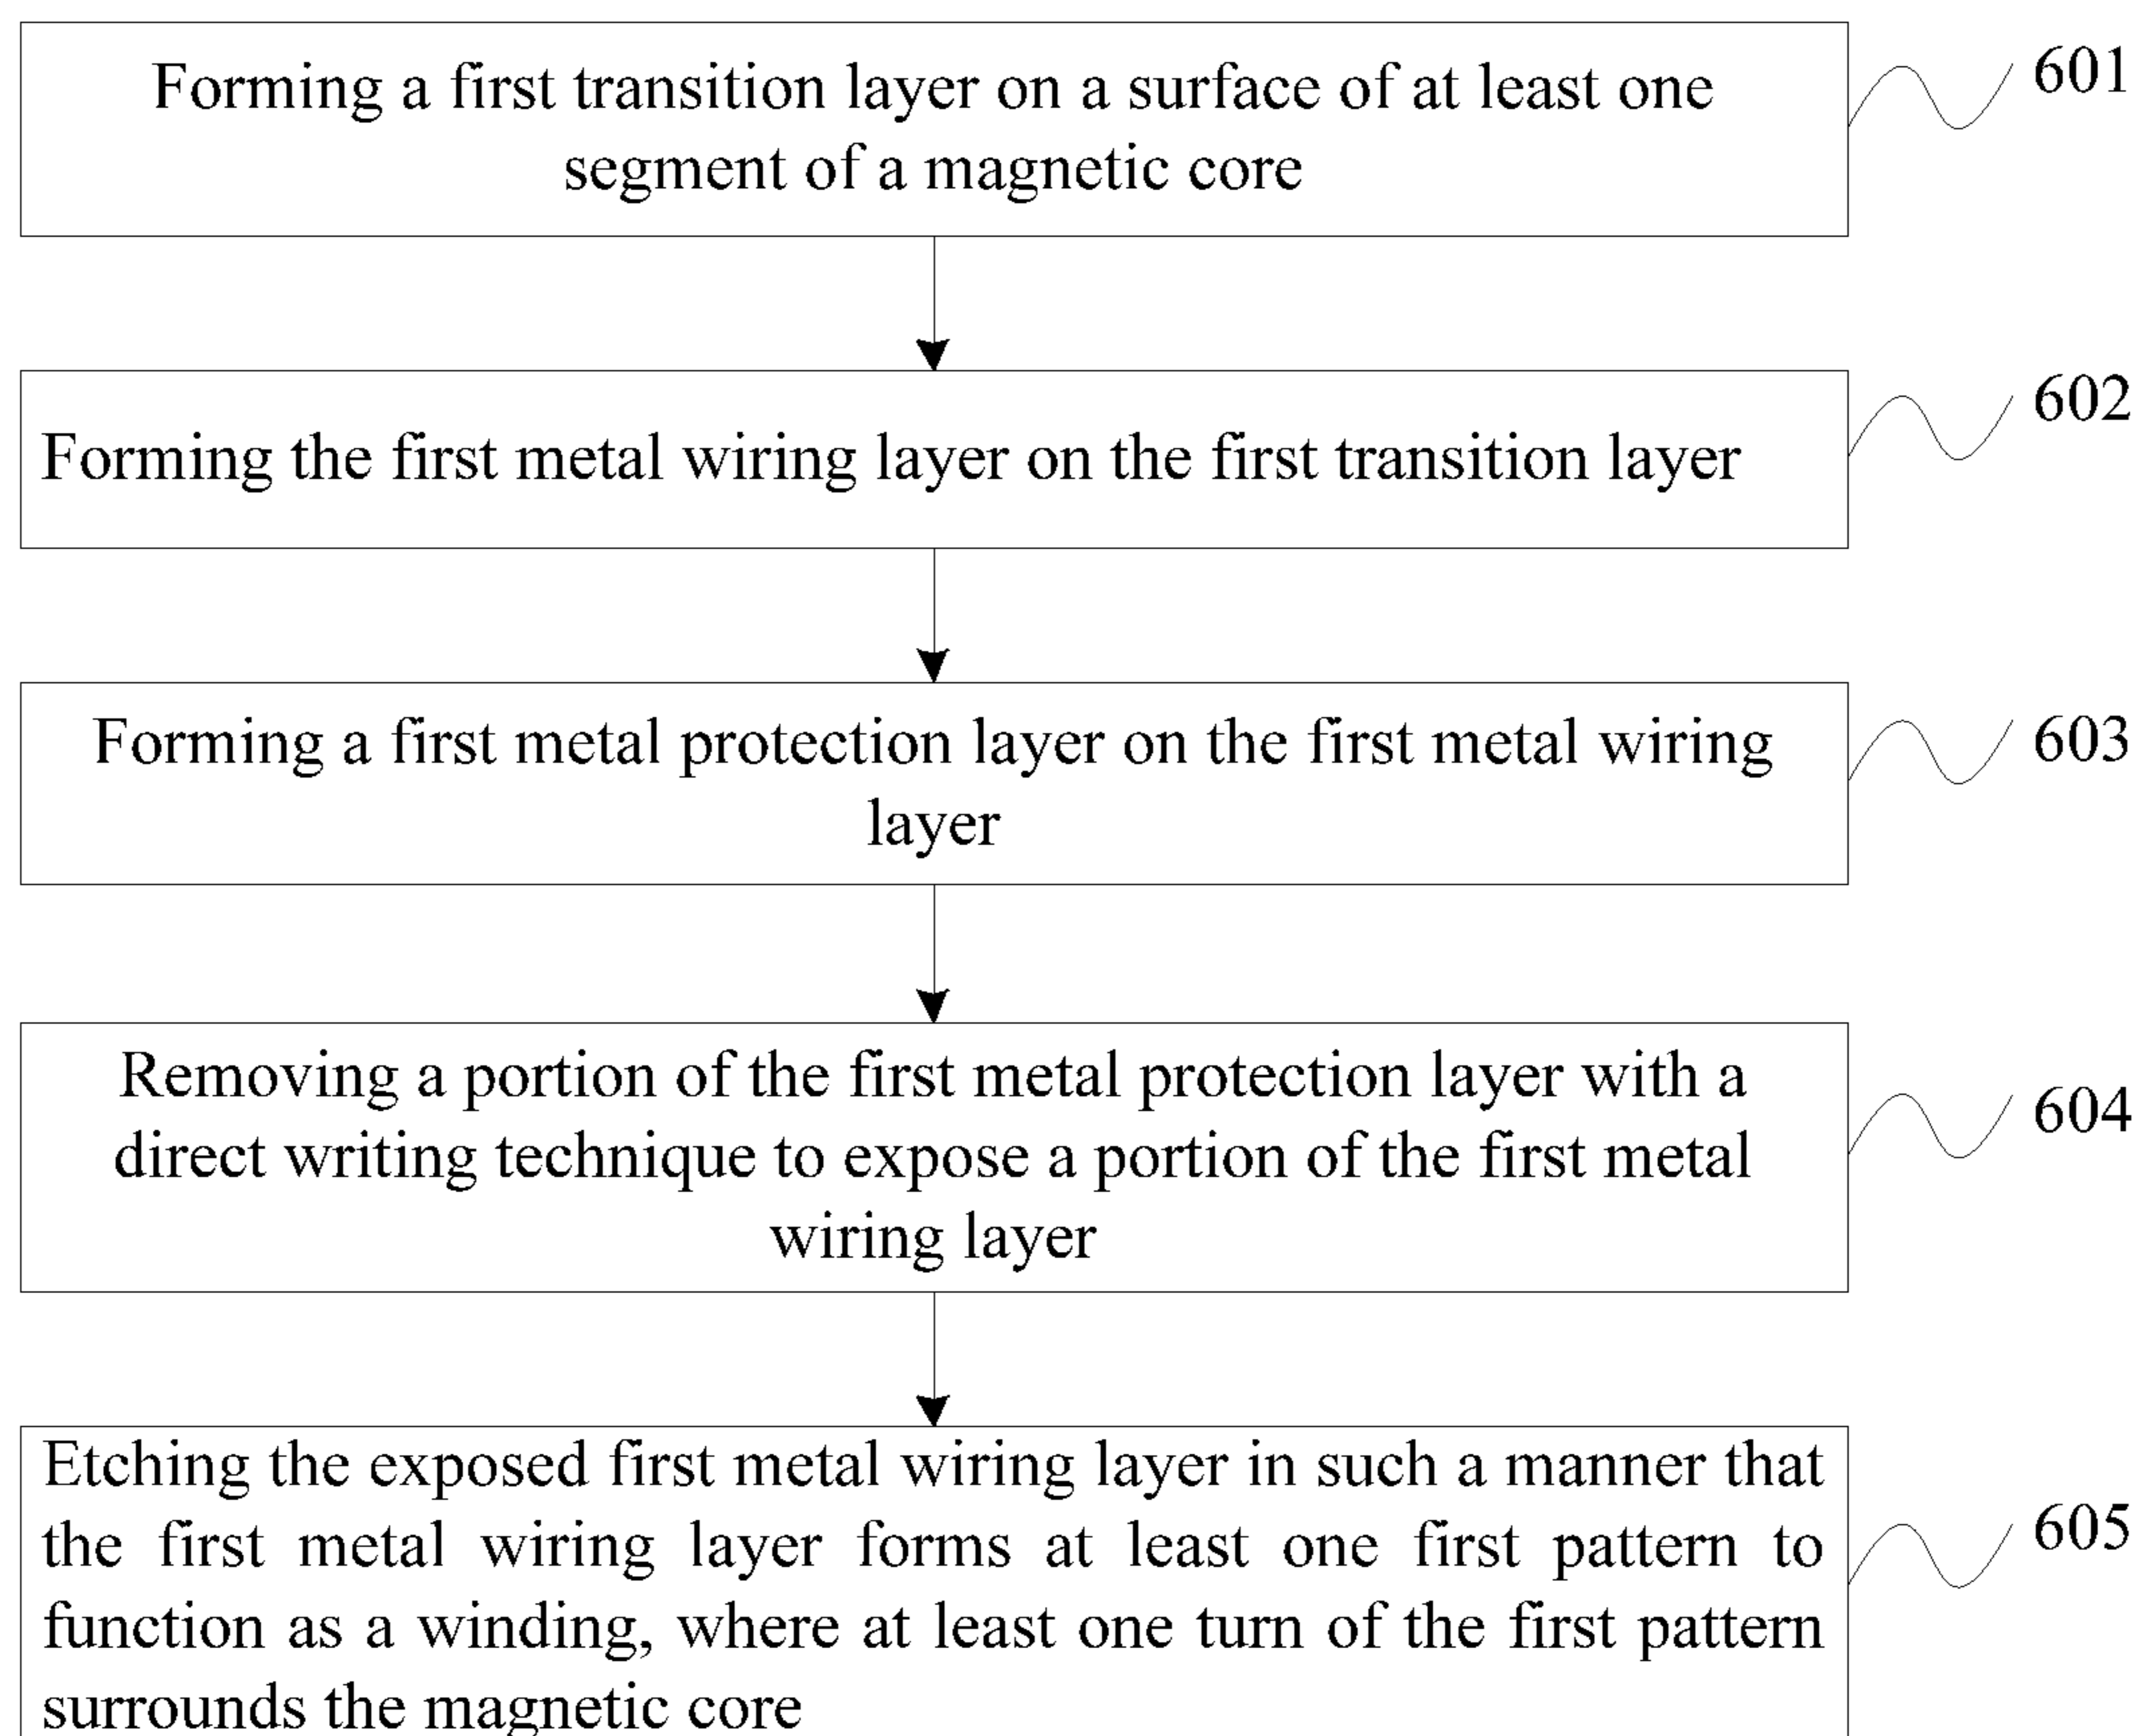 Forming a first transition layer on a surface of at least one
segment of a magnetic core
601
Forming the first metal wiring layer on the first transition layer
602
Forming a first metal protection layer on the first metal wiring
layer
603
Removing a portion of the first metal protection layer with a
direct writing technique to expose a portion of the first metal
wiring layer
604
Etching the exposed first metal wiring layer in such a manner that
the first metal wiring layer forms at least one first pattern to
function as a winding, where at least one turn of the first pattern
surrounds the magnetic core
605